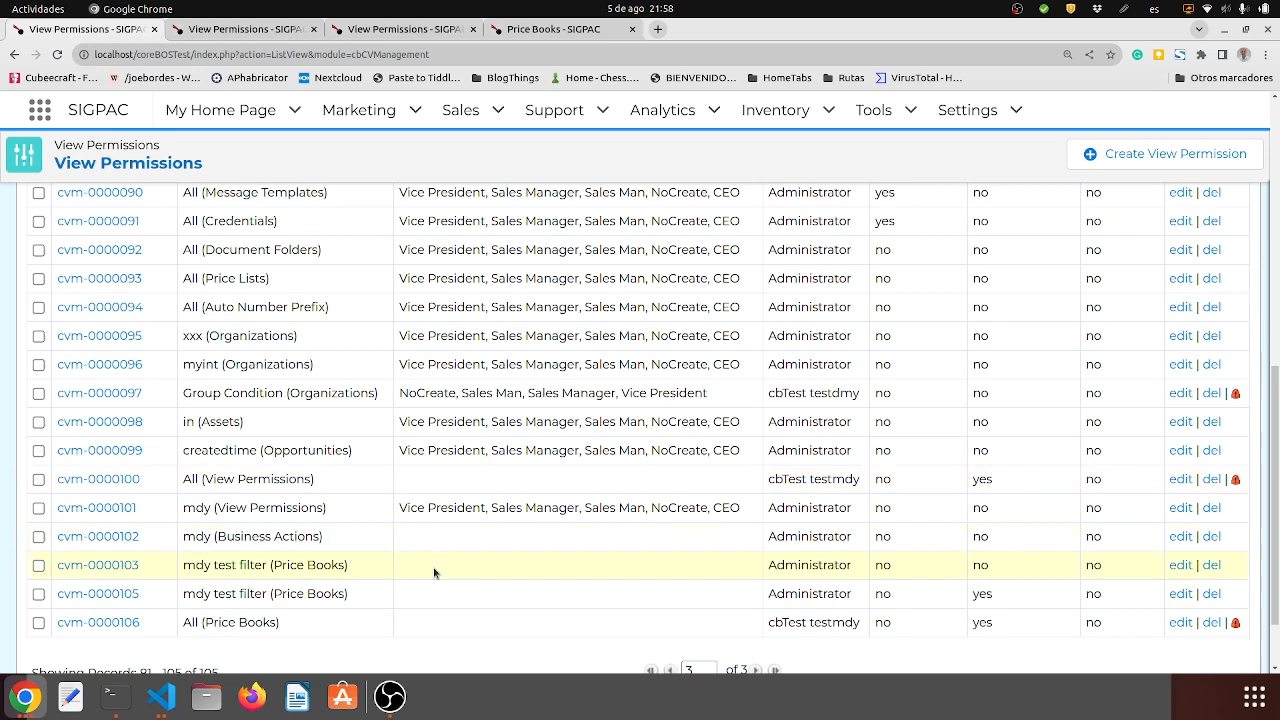 Actividades Google Chrome 5 de ago 21:58 es
View Permissions - SIGPAC × View Permissions - SIGPAC × View Permissions - SIGPAC × Price Books - SIGPAC ×
localhost/coreBOSTest/index.php?action=ListView&module=cbCVManagement
Cubecraft - F... /joebordes - W... APhabricator Nextcloud Paste to Tiddl... BlogThings Home - Chess.... BIENVENIDO... HomeTabs Rutas VirusTotal - H... Otros marcadores
SIGPAC My Home Page Marketing Sales Support Analytics Inventory Tools Settings
View Permissions
View Permissions
Create View Permission
cvm-0000090 All (Message Templates) Vice President, Sales Manager, Sales Man, NoCreate, CEO Administrator yes no no edit | del
cvm-0000091 All (Credentials) Vice President, Sales Manager, Sales Man, NoCreate, CEO Administrator yes no no edit | del
cvm-0000092 All (Document Folders) Vice President, Sales Manager, Sales Man, NoCreate, CEO Administrator no no no edit | del
cvm-0000093 All (Price Lists) Vice President, Sales Manager, Sales Man, NoCreate, CEO Administrator no no no edit | del
cvm-0000094 All (Auto Number Prefix) Vice President, Sales Manager, Sales Man, NoCreate, CEO Administrator no no no edit | del
cvm-0000095 xxx (Organizations) Vice President, Sales Manager, Sales Man, NoCreate, CEO Administrator no no no edit | del
cvm-0000096 myint (Organizations) Vice President, Sales Manager, Sales Man, NoCreate, CEO Administrator no no no edit | del
cvm-0000097 Group Condition (Organizations) NoCreate, Sales Man, Sales Manager, Vice President cbTest testdmy no no no edit | del |
cvm-0000098 in (Assets) Vice President, Sales Manager, Sales Man, NoCreate, CEO Administrator no no no edit | del
cvm-0000099 createdtime (Opportunities) Vice President, Sales Manager, Sales Man, NoCreate, CEO Administrator no no no edit | del
cvm-0000100 All (View Permissions) cbTest testmdy no yes no edit | del |
cvm-0000101 mdy (View Permissions) Vice President, Sales Manager, Sales Man, NoCreate, CEO Administrator no no no edit | del
cvm-0000102 mdy (Business Actions) Administrator no no no edit | del
cvm-0000103 mdy test filter (Price Books) Administrator no no no edit | del
cvm-0000105 mdy test filter (Price Books) Administrator no yes no edit | del
cvm-0000106 All (Price Books) cbTest testmdy no yes no edit | del |
Showing Records: 81 - 105 of 105 3 of 3